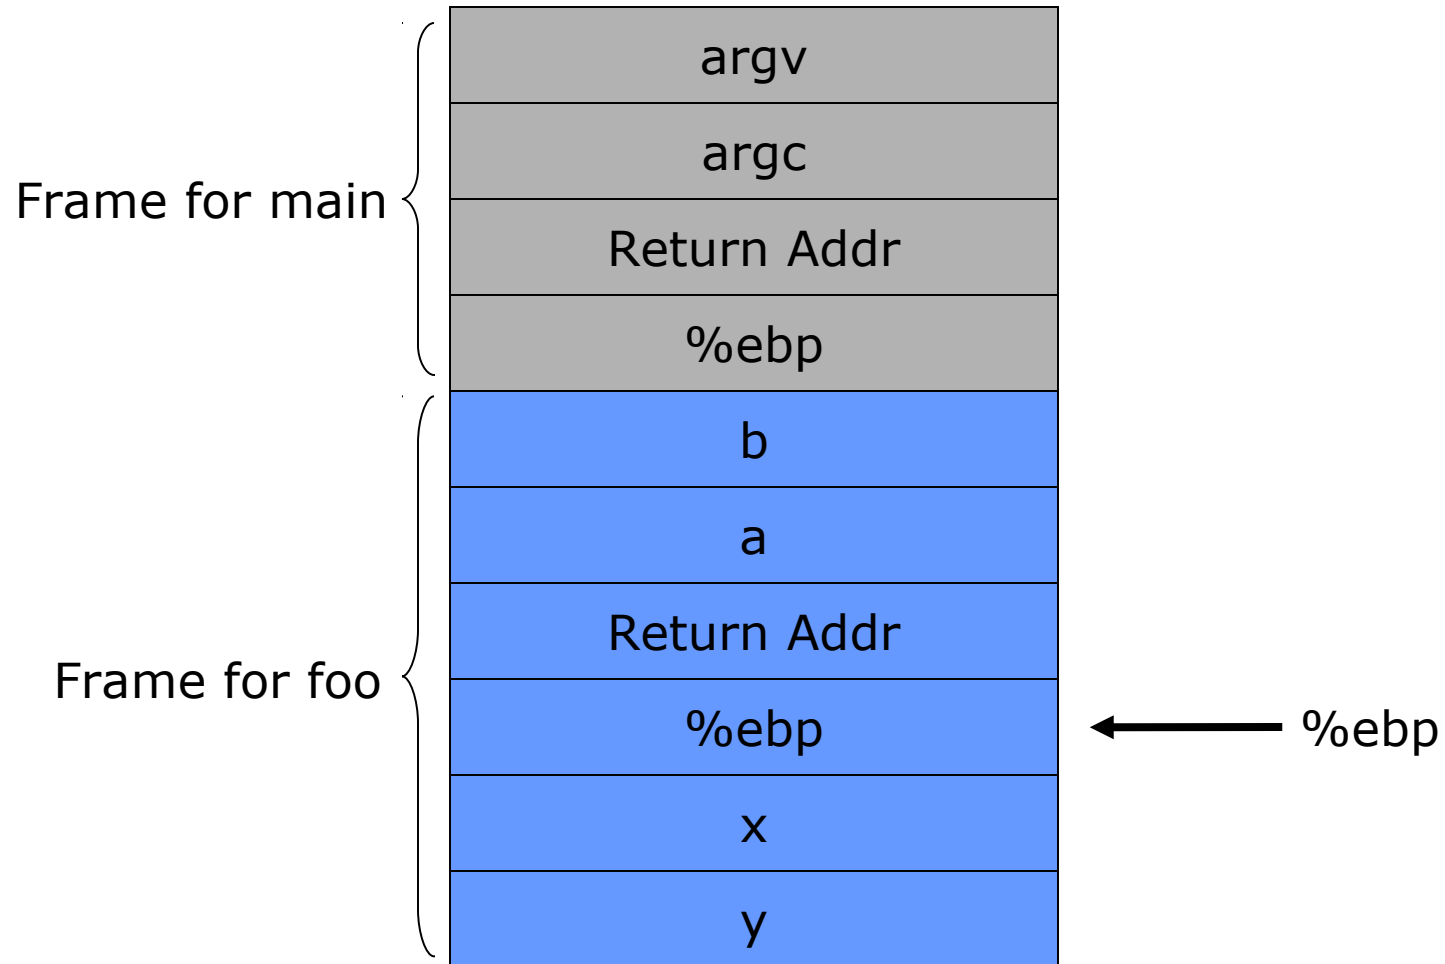 argv
argc
Frame for main
Return Addr
%ebp
b
a
Return Addr
Frame for foo
%ebp
%ebp
x
y